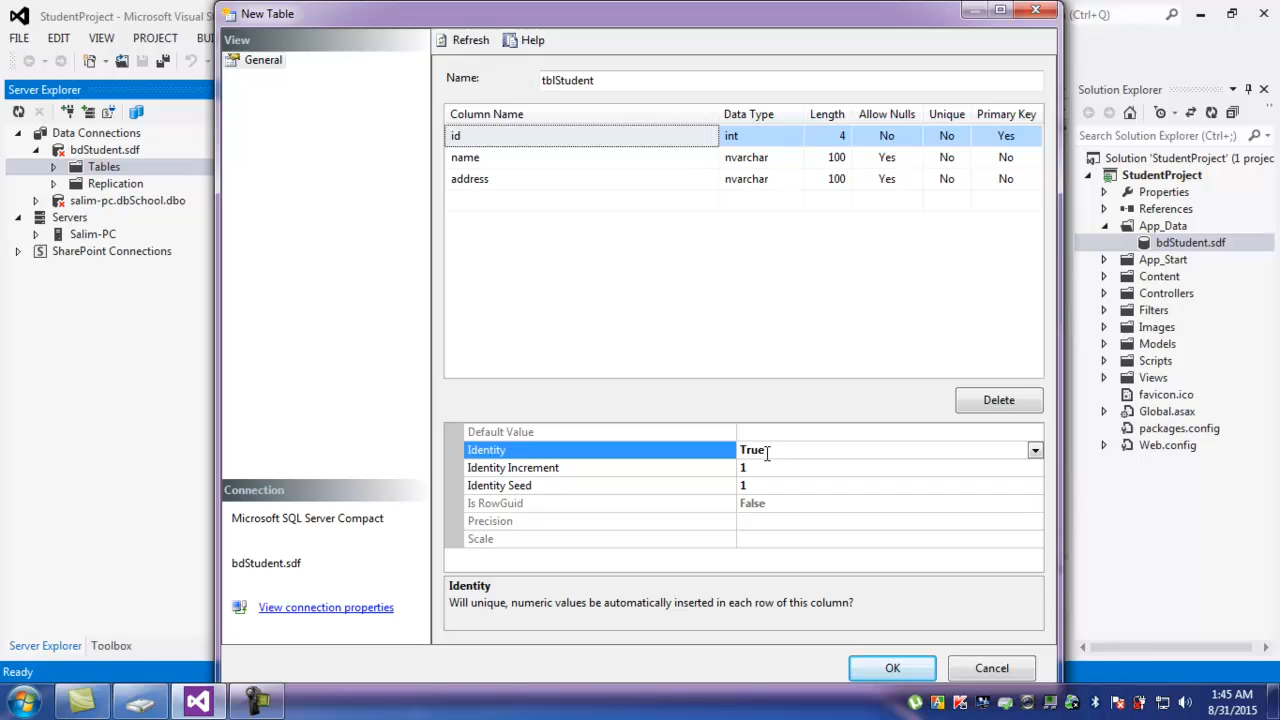 StudentProject - Microsoft Visual S
New Table
(Ctrl+Q)
FILE EDIT VIEW PROJECT BU
View
Refresh Help
General
Server Explorer
Solution Explorer
Name: tblStudent
Column Name Data Type Length Allow Nulls Unique Primary Key
id int 4 No No Yes
name nvarchar 100 Yes No No
address nvarchar 100 Yes No No
Data Connections
bdStudent.sdf
Tables
Replication
salim-pc.dbSchool.dbo
Servers
Salim-PC
SharePoint Connections
Search Solution Explorer (Ctrl+;)
Solution 'StudentProject' (1 projec
StudentProject
Properties
References
App_Data
bdStudent.sdf
App_Start
Content
Controllers
Filters
Images
Models
Scripts
Views
favicon.ico
Global.asax
packages.config
Web.config
Delete
Default Value
Identity True
Identity Increment 1
Identity Seed 1
Is RowGuid False
Precision
Scale
Connection
Microsoft SQL Server Compact
bdStudent.sdf
View connection properties
Identity
Will unique, numeric values be automatically inserted in each row of this column?
Server Explorer Toolbox
OK Cancel
Ready
1:45 AM
8/31/2015